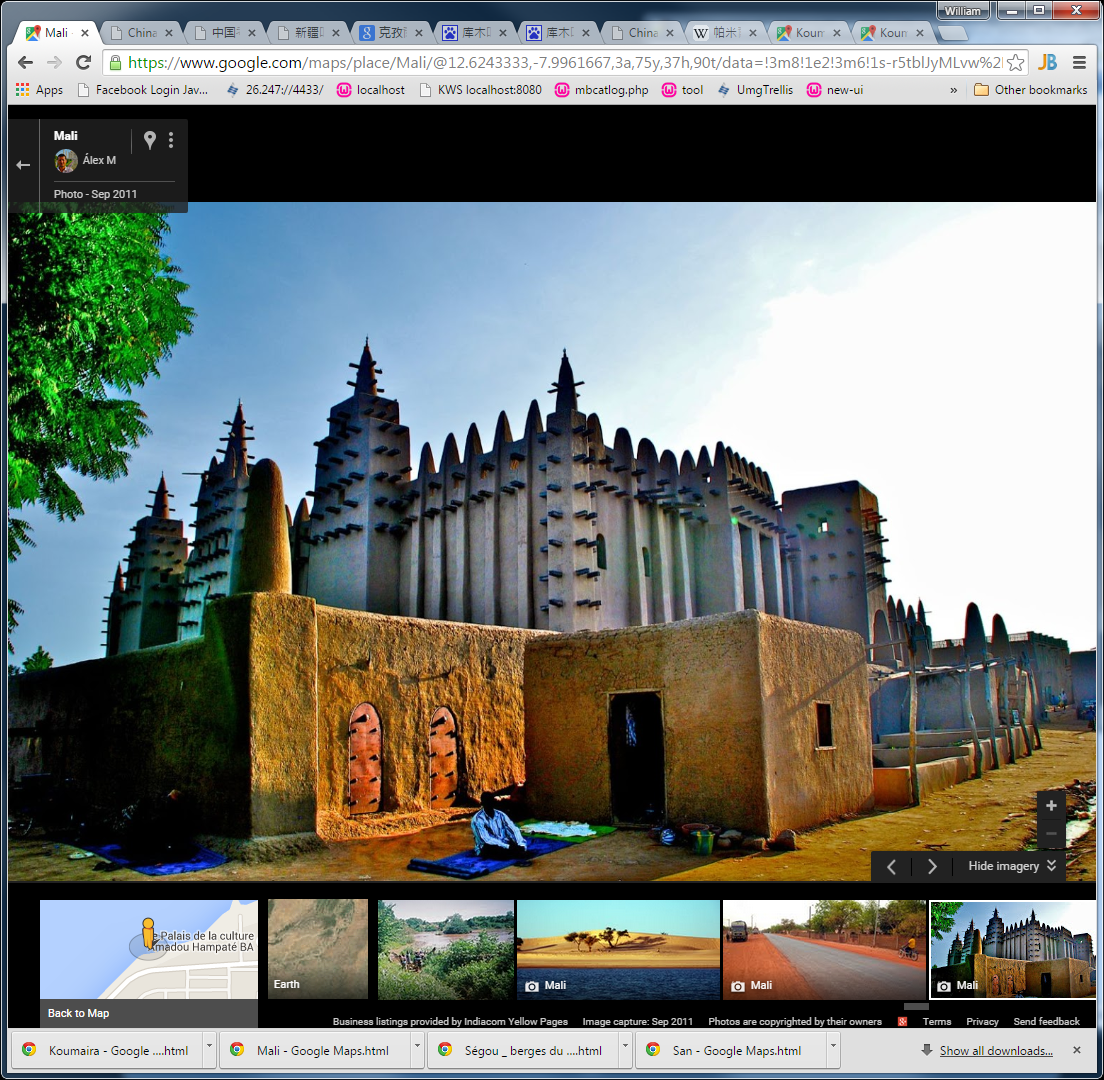 William
Mali
China
中国
新疆
克孜
库木
库木
China
W 帕米
Koum
Koum
https://www.google.com/maps/place/Mali/@12.6243333,-7.9961667,3a,75y,37h,90t/data=!3m8!1e2!3m6!1s-r5tblJyMLvw%2
JB
Apps
Facebook Login Jav...
26.247://4433/
localhost
KWS localhost:8080
mbcatlog.php
tool
UmgTrellis
new-ui
»
Other bookmarks
Mali
Álex M
Photo - Sep 2011
Hide imagery
e Palais de la culture
Amadou Hampaté BA
Back to Map
Earth
Mali
Mali
Mali
Business listings provided by Indiacom Yellow Pages
Image capture: Sep 2011
Photos are copyrighted by their owners
Terms
Privacy
Send feedback
Koumaira - Google ....html
Mali - Google Maps.html
Ségou _ berges du ....html
San - Google Maps.html
Show all downloads...